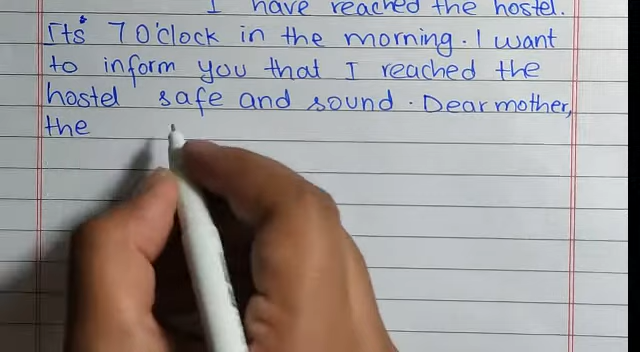 I have reached the hostel.
Its 7 O'clock in the morning. I want
to inform you that I reached the
hostel safe and sound. Dear mother,
the